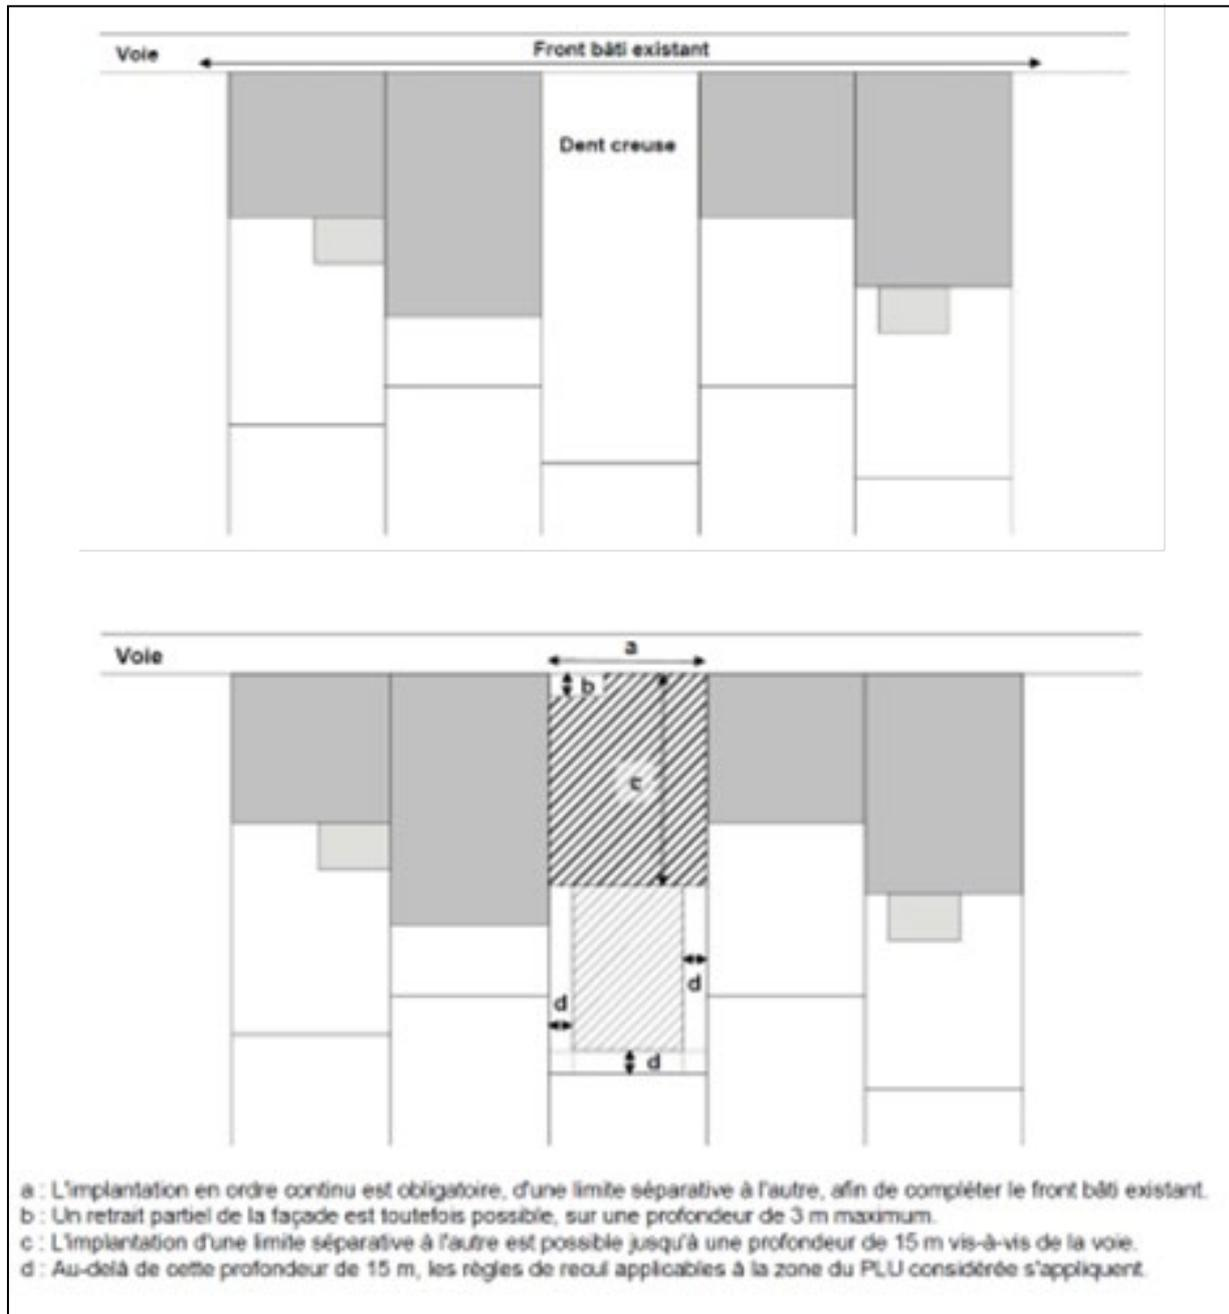 Voie
Front bâti existant
Dent creuse
Voie
a
b
c
d
d
d
a : L'implantation en ordre continu est obligatoire, d'une limite séparative à l'autre, afin de compléter le front bâti existant.
b : Un retrait partiel de la façade est toutefois possible, sur une profondeur de 3 m maximum.
c : L'implantation d'une limite séparative à l'autre est possible jusqu'à une profondeur de 15 m vis-à-vis de la voie.
d : Au-delà de cette profondeur de 15 m, les règles de recul applicables à la zone du PLU considérée s'appliquent.